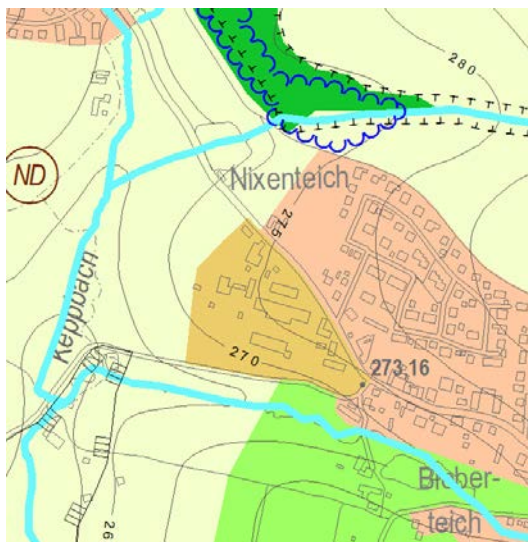 280
ND
Nixenteich
275
Keppbach
270
273,16
Bieber-
teich
26